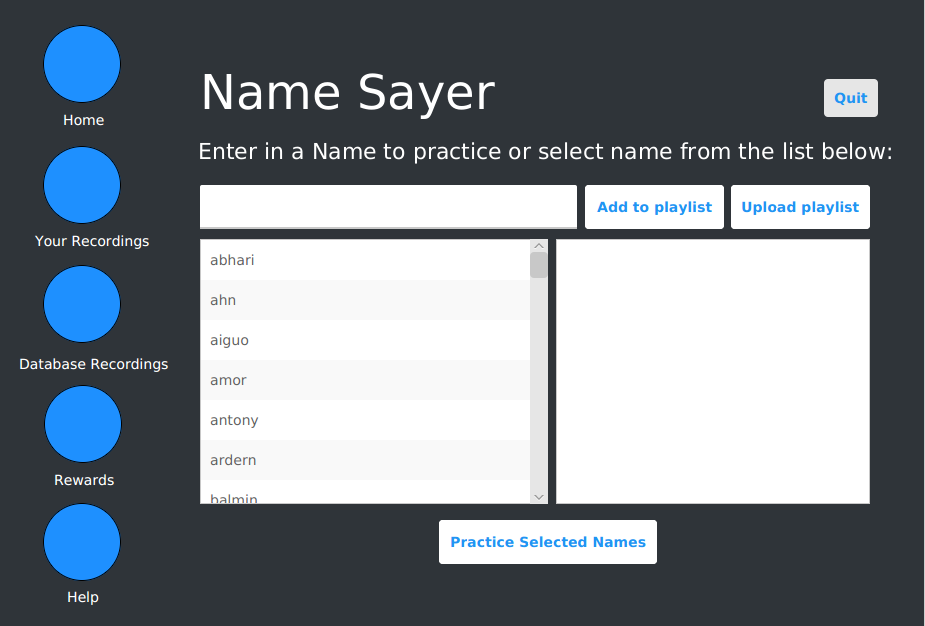 Name Sayer
Quit
Enter in a Name to practice or select name from the list below:
Add to playlist
Upload playlist
abhari
ahn
aiguo
amor
antony
ardern
balmin
Practice Selected Names
Home
Your Recordings
Database Recordings
Rewards
Help